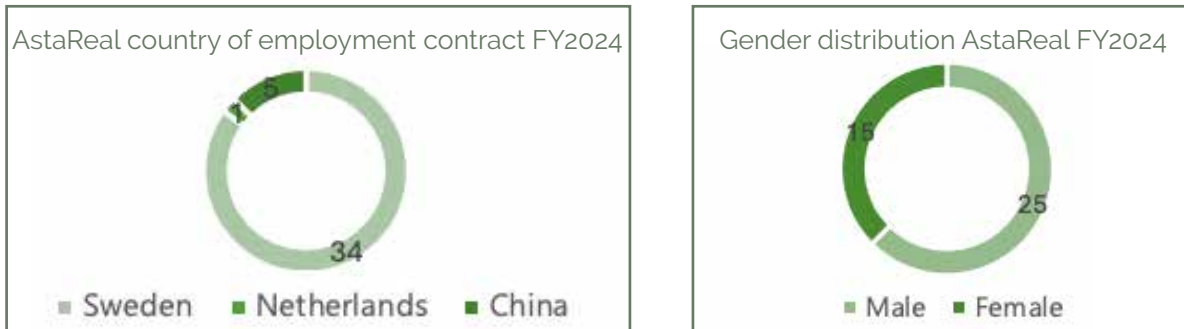 AstaReal country of employment contract FY2024
5
1
34
Sweden Netherlands China
Gender distribution AstaReal FY2024
15
25
Male Female